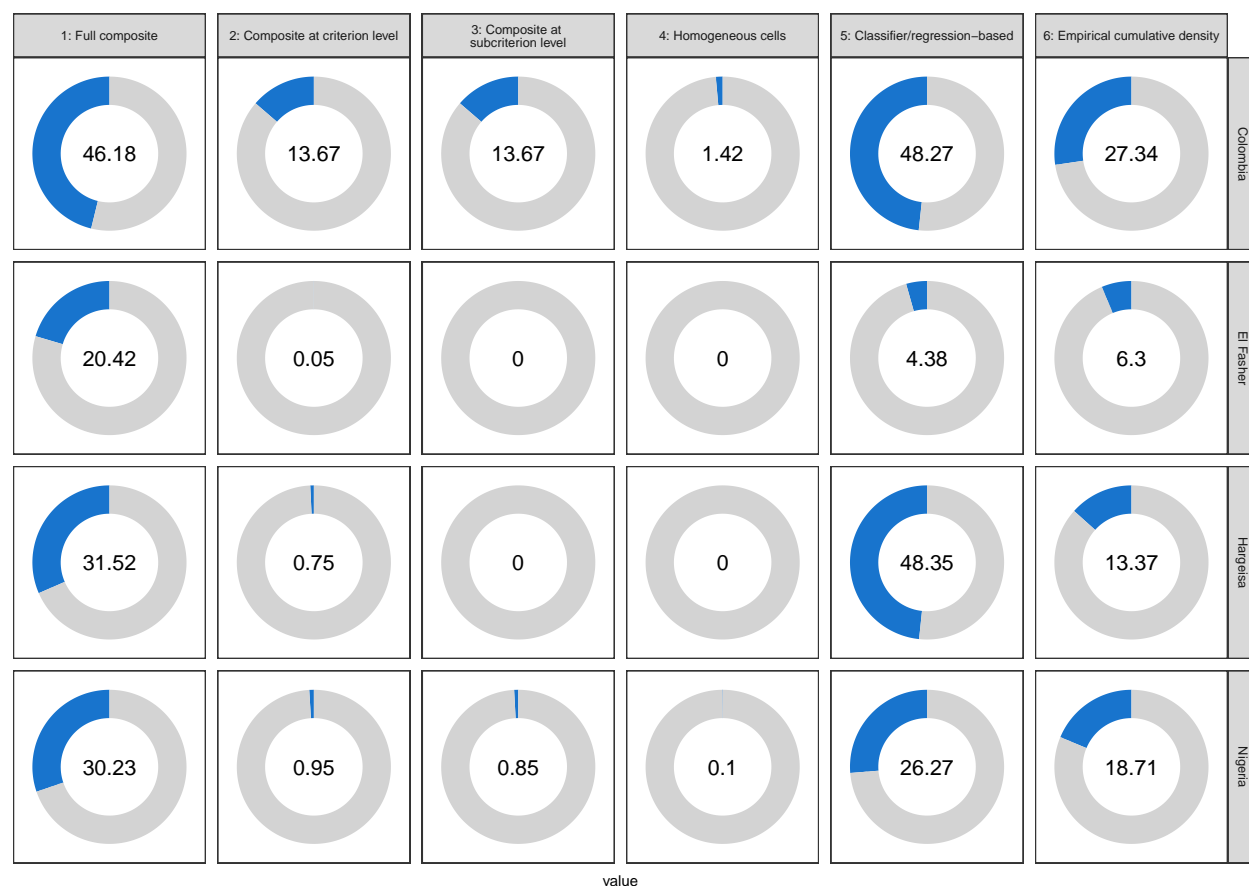 1: Full composite
2: Composite at criterion level
3: Composite at
subcriterion level
4: Homogeneous cells
5: Classifier/regression−based
6: Empirical cumulative density
46.18
13.67
13.67
1.42
48.27
27.34
Colombia
20.42
0.05
0
0
4.38
6.3
El Fasher
31.52
0.75
0
0
48.35
13.37
Hargeisa
30.23
0.95
0.85
0.1
26.27
18.71
Nigeria
value